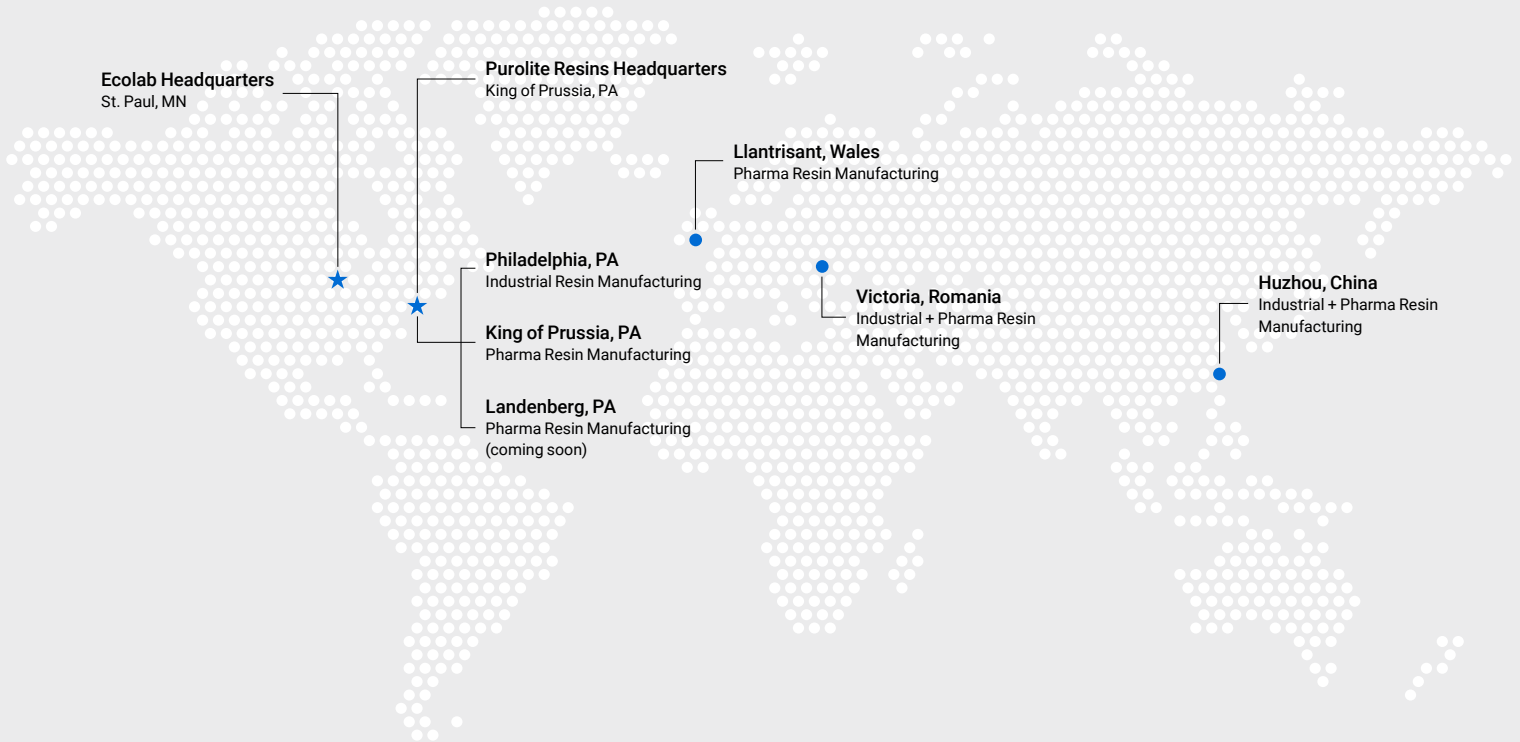 Ecolab Headquarters
St. Paul, MN
Purolite Resins Headquarters
King of Prussia, PA
Llantrisant, Wales
Pharma Resin Manufacturing
Philadelphia, PA
Industrial Resin Manufacturing
King of Prussia, PA
Pharma Resin Manufacturing
Landenberg, PA
Pharma Resin Manufacturing
(coming soon)
Victoria, Romania
Industrial + Pharma Resin
Manufacturing
Huzhou, China
Industrial + Pharma Resin
Manufacturing